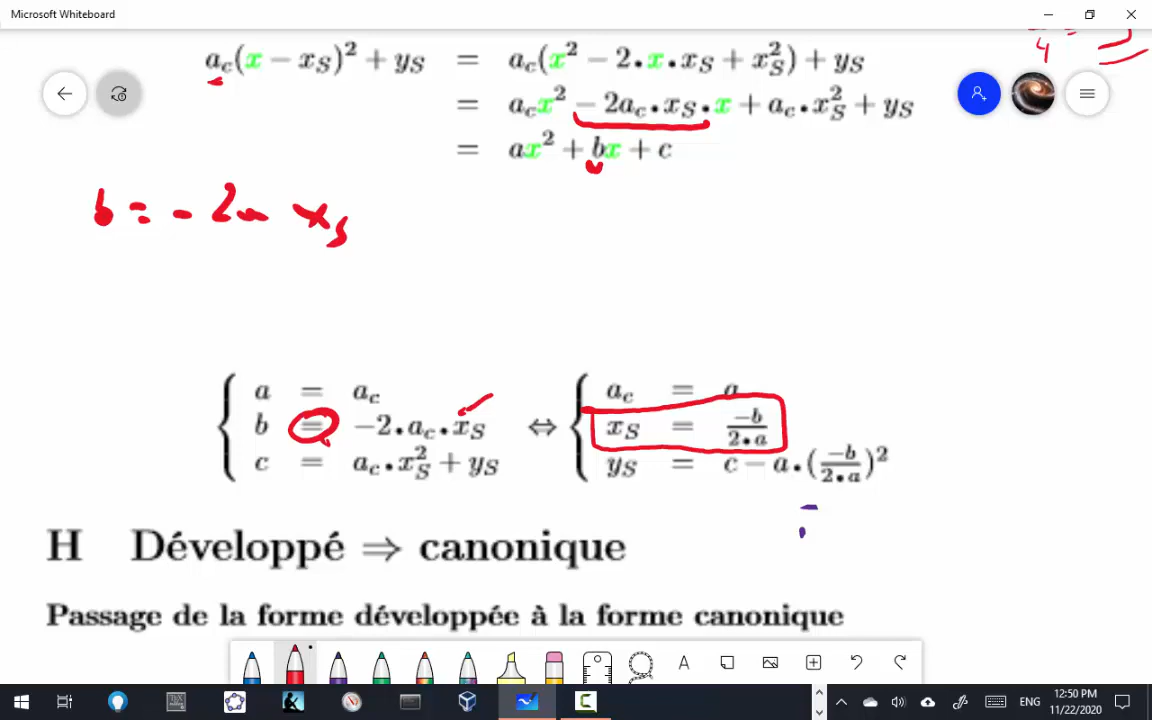 Microsoft Whiteboard
a_c(x − x_S)² + y_S = a_c(x² − 2.x.x_S + x_S²) + y_S
= a_c x² − 2a_c.x_S.x + a_c.x_S² + y_S
= ax² + bx + c
4
b = - 2a x_s
{ a = a_c
b = −2.a_c.x_S
c = a_c.x_S² + y_S
⇔ { a_c = a
x_S = −b/2.a
y_S = c − a.(−b/2.a)²
H Développé ⇒ canonique
Passage de la forme développée à la forme canonique
A
ENG
12:50 PM
11/22/2020